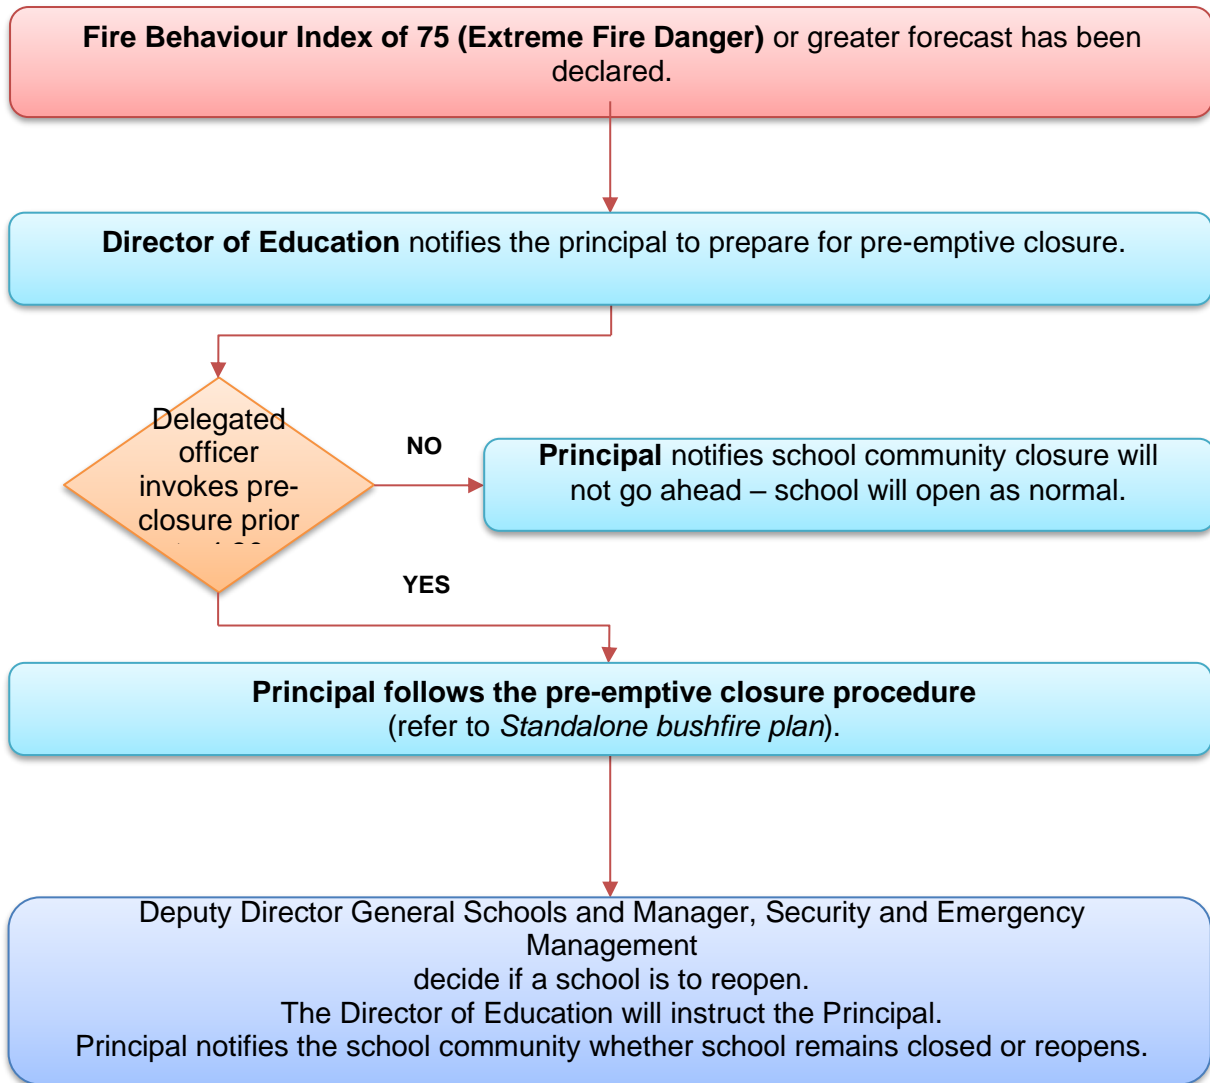 Fire Behaviour Index of 75 (Extreme Fire Danger) or greater forecast has been
declared.
Director of Education notifies the principal to prepare for pre-emptive closure.
Delegated
officer
invokes pre-
closure prior
NO
Principal notifies school community closure will
not go ahead – school will open as normal.
YES
Principal follows the pre-emptive closure procedure
(refer to Standalone bushfire plan).
Deputy Director General Schools and Manager, Security and Emergency
Management
decide if a school is to reopen.
The Director of Education will instruct the Principal.
Principal notifies the school community whether school remains closed or reopens.